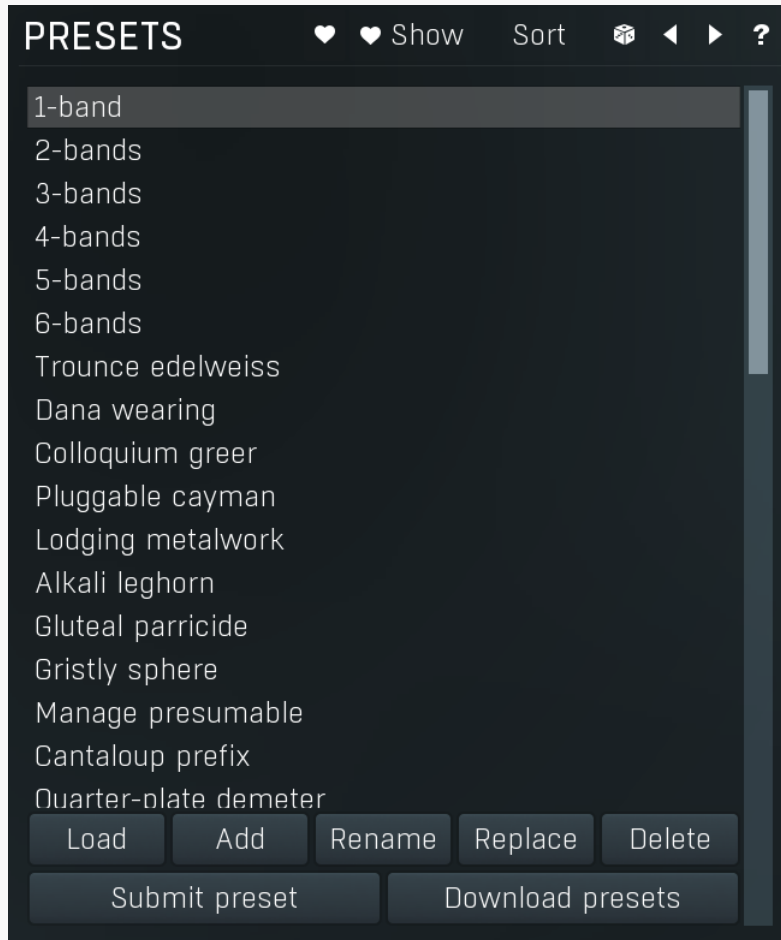 PRESETS Show Sort ?
1-band
2-bands
3-bands
4-bands
5-bands
6-bands
Trounce edelweiss
Dana wearing
Colloquium greer
Pluggable cayman
Lodging metalwork
Alkali leghorn
Gluteal parricide
Gristly sphere
Manage presumable
Cantaloup prefix
Quarter-plate demeter
Load Add Rename Replace Delete
Submit preset Download presets